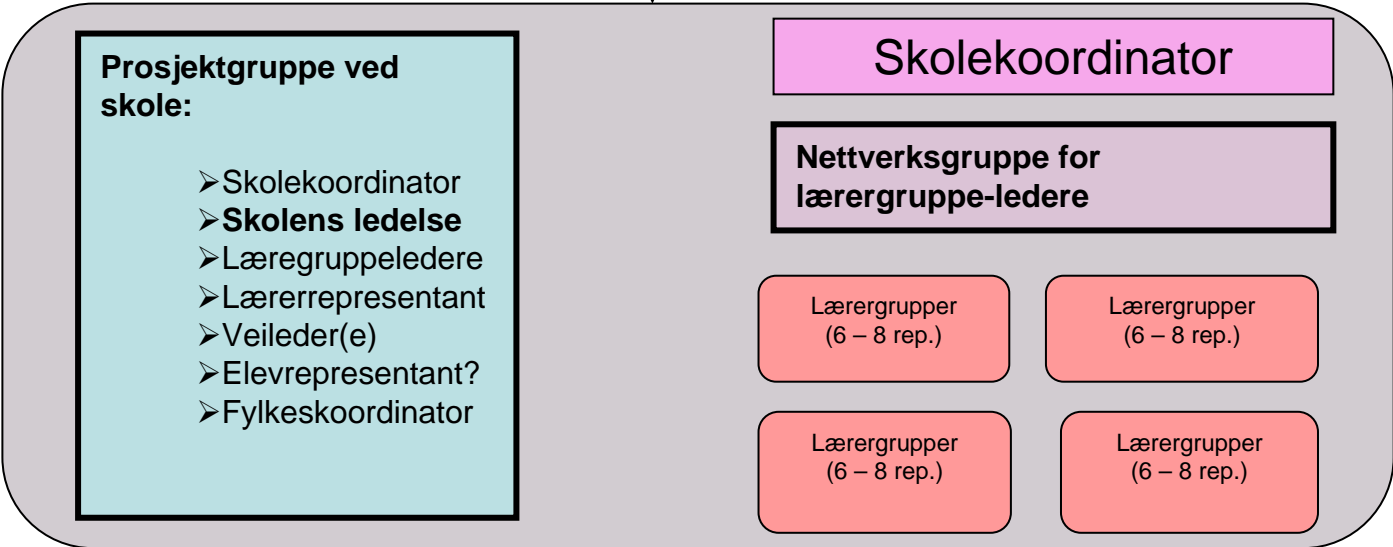 Prosjektgruppe ved
skole:
➢Skolekoordinator
➢Skolens ledelse
➢Læregruppeledere
➢Lærerrepresentant
➢Veileder(e)
➢Elevrepresentant?
➢Fylkeskoordinator
Skolekoordinator
Nettverksgruppe for
lærergruppe-ledere
Lærergrupper
(6 – 8 rep.)
Lærergrupper
(6 – 8 rep.)
Lærergrupper
(6 – 8 rep.)
Lærergrupper
(6 – 8 rep.)